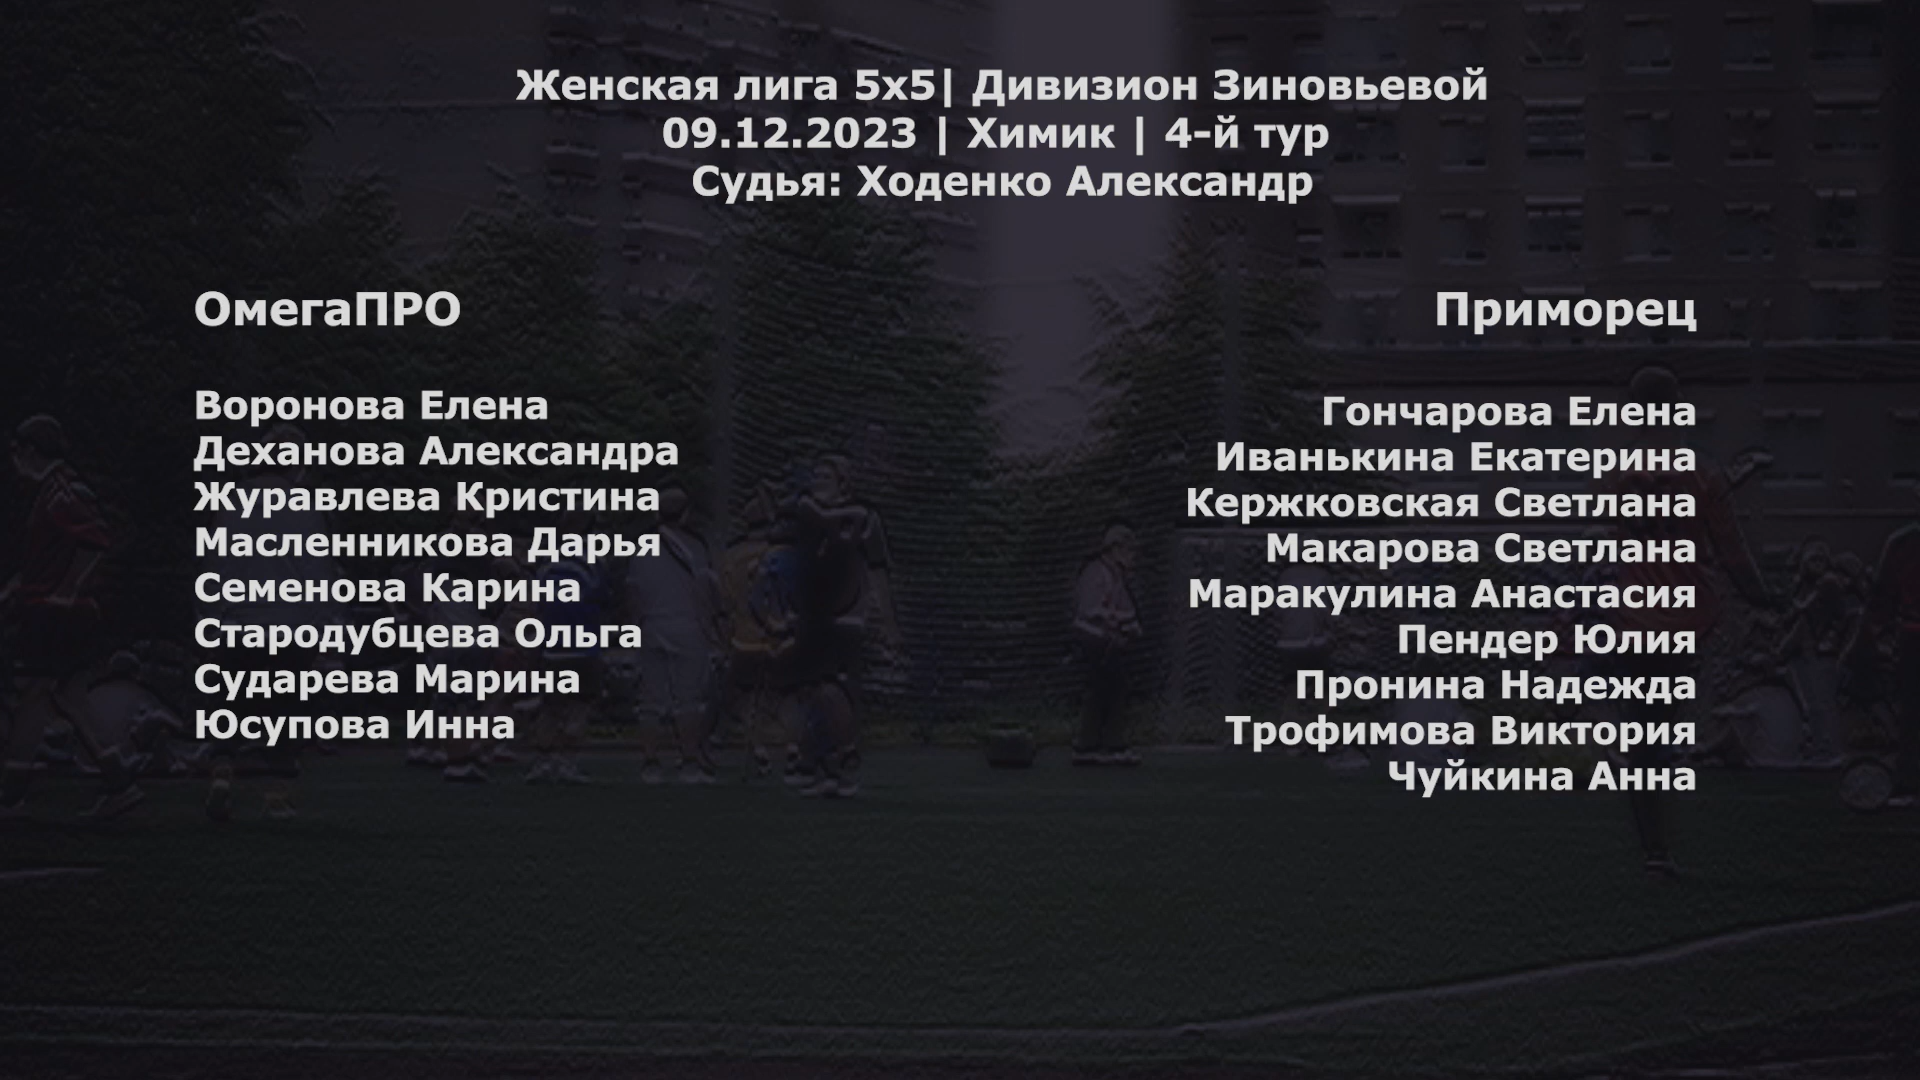 Женская лига 5х5| Дивизион Зиновьевой
09.12.2023 | Химик | 4-й тур
Судья: Ходенко Александр
ОмегаПРО
Воронова Елена
Деханова Александра
Журавлева Кристина
Масленникова Дарья
Семенова Карина
Стародубцева Ольга
Сударева Марина
Юсупова Инна
Приморец
Гончарова Елена
Иванькина Екатерина
Кержковская Светлана
Макарова Светлана
Маракулина Анастасия
Пендер Юлия
Пронина Надежда
Трофимова Виктория
Чуйкина Анна